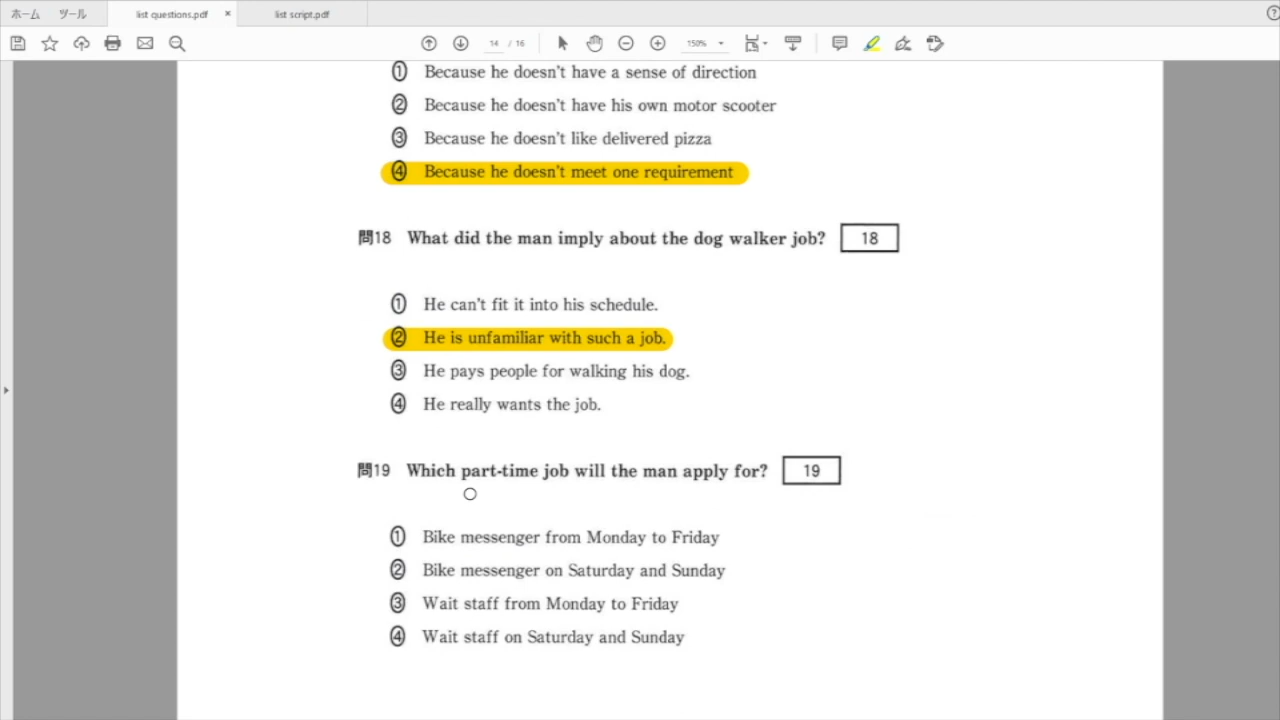 ホーム ツール list questions.pdf × list script.pdf
14 / 16 150%
① Because he doesn't have a sense of direction
② Because he doesn't have his own motor scooter
③ Because he doesn't like delivered pizza
④ Because he doesn't meet one requirement
問18 What did the man imply about the dog walker job? 18
① He can't fit it into his schedule.
② He is unfamiliar with such a job.
③ He pays people for walking his dog.
④ He really wants the job.
問19 Which part-time job will the man apply for? 19
① Bike messenger from Monday to Friday
② Bike messenger on Saturday and Sunday
③ Wait staff from Monday to Friday
④ Wait staff on Saturday and Sunday